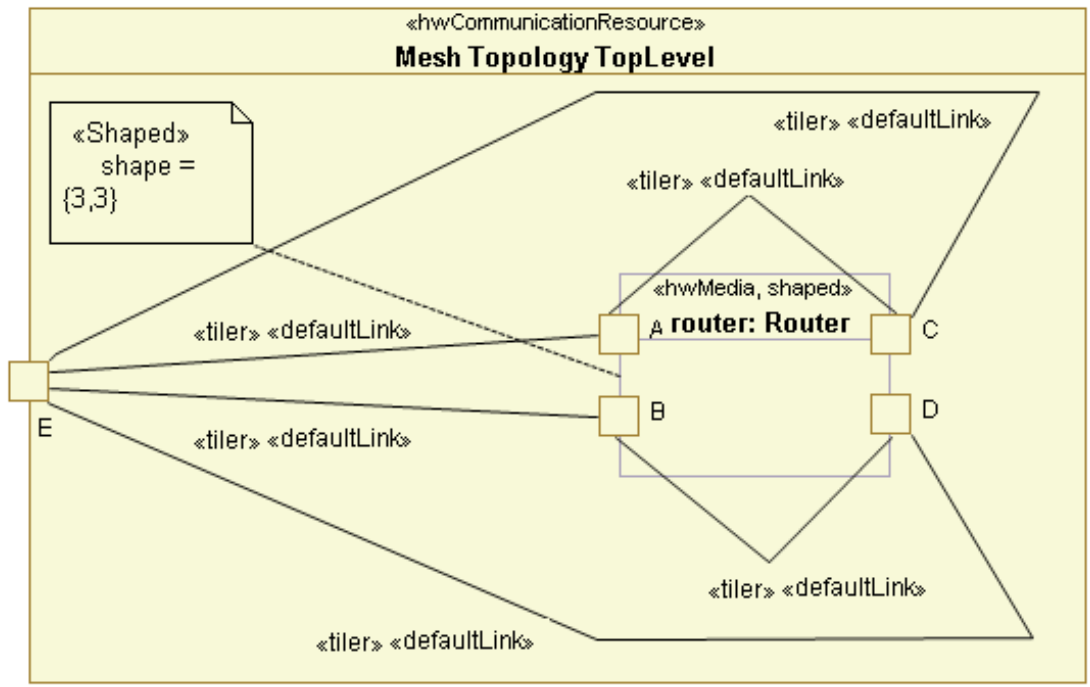 «hwCommunicationResource»
Mesh Topology TopLevel
«Shaped»
shape =
{3,3}
«tiler» «defaultLink»
«tiler» «defaultLink»
«hwMedia, shaped»
A router: Router
C
«tiler» «defaultLink»
B
D
E
«tiler» «defaultLink»
«tiler» «defaultLink»
«tiler» «defaultLink»